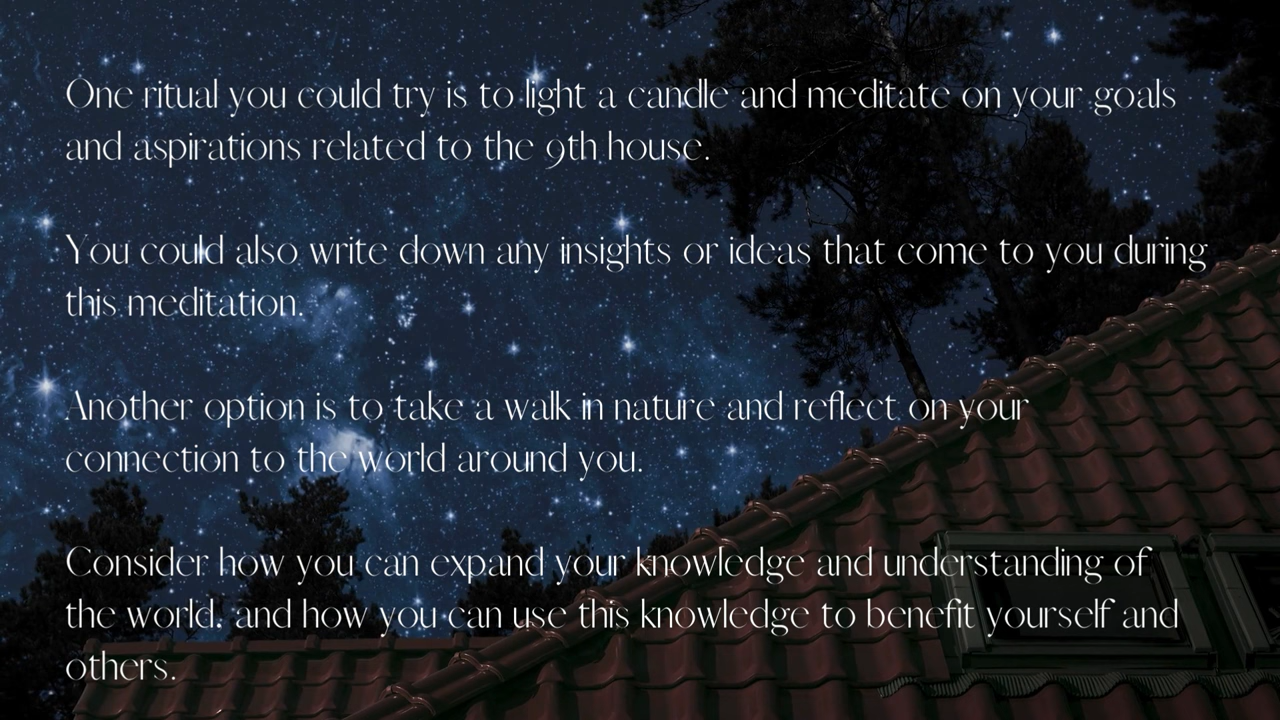 One ritual you could try is to light a candle and meditate on your goals
and aspirations related to the 9th house.
You could also write down any insights or ideas that come to you during
this meditation.
Another option is to take a walk in nature and reflect on your
connection to the world around you.
Consider how you can expand your knowledge and understanding of
the world, and how you can use this knowledge to benefit yourself and
others.